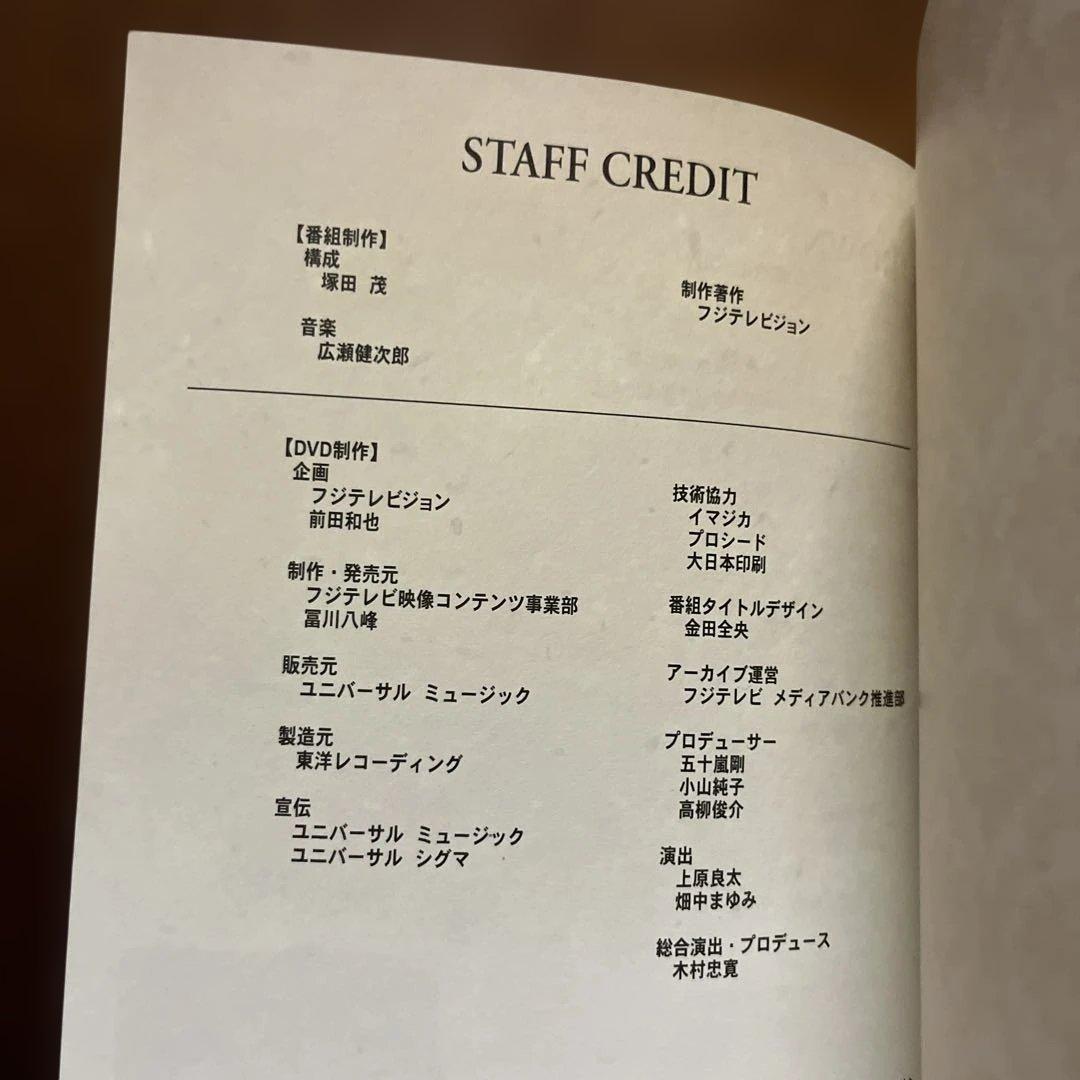 STAFF CREDIT
【番組制作】
構成
塚田 茂
音楽
広瀬健次郎
制作著作
フジテレビジョン
【DVD制作】
企画
フジテレビジョン
前田和也
制作・発売元
フジテレビ映像コンテンツ事業部
冨川八峰
販売元
ユニバーサル ミュージック
製造元
東洋レコーディング
宣伝
ユニバーサル ミュージック
ユニバーサル シグマ
技術協力
イマジカ
プロシード
大日本印刷
番組タイトルデザイン
金田全央
アーカイブ運営
フジテレビ メディアバンク推進部
プロデューサー
五十嵐剛
小山純子
高柳俊介
演出
上原良太
畑中まゆみ
総合演出・プロデュース
木村忠寛